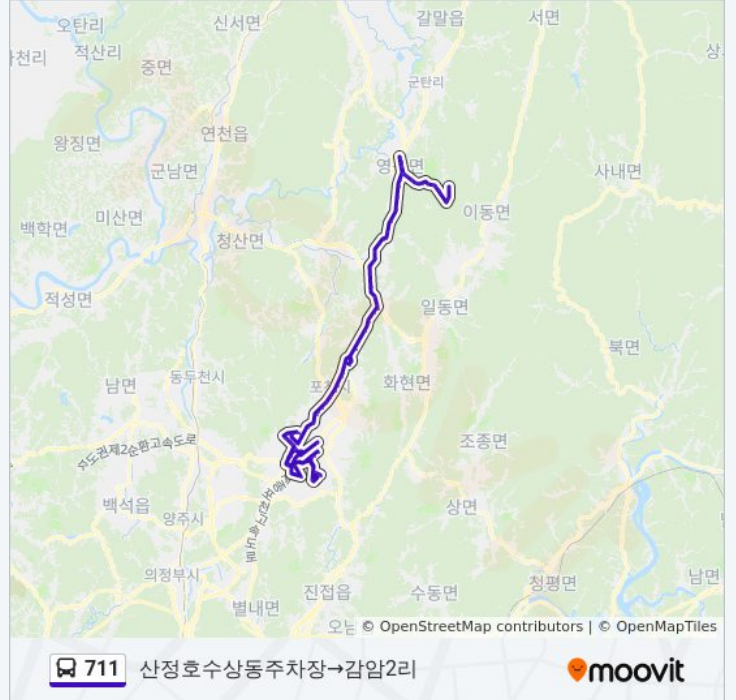 오탄리
신서면
갈말읍
서면
천리
적산리
중면
상
군탄리
왕징면
연천읍
군남면
영
면
사내면
백학면
미산면
청산면
이동면
적성면
일동면
북면
남면
동두천시
포
화현면
수도권제2순환고속도로
조종면
백석읍
양주시
상면
의정부시
진접읍
수동면
청평면
남면
별내면
오남
© OpenStreetMap contributors | © OpenMapTiles
711 산정호수상동주차장→감암2리
moovit